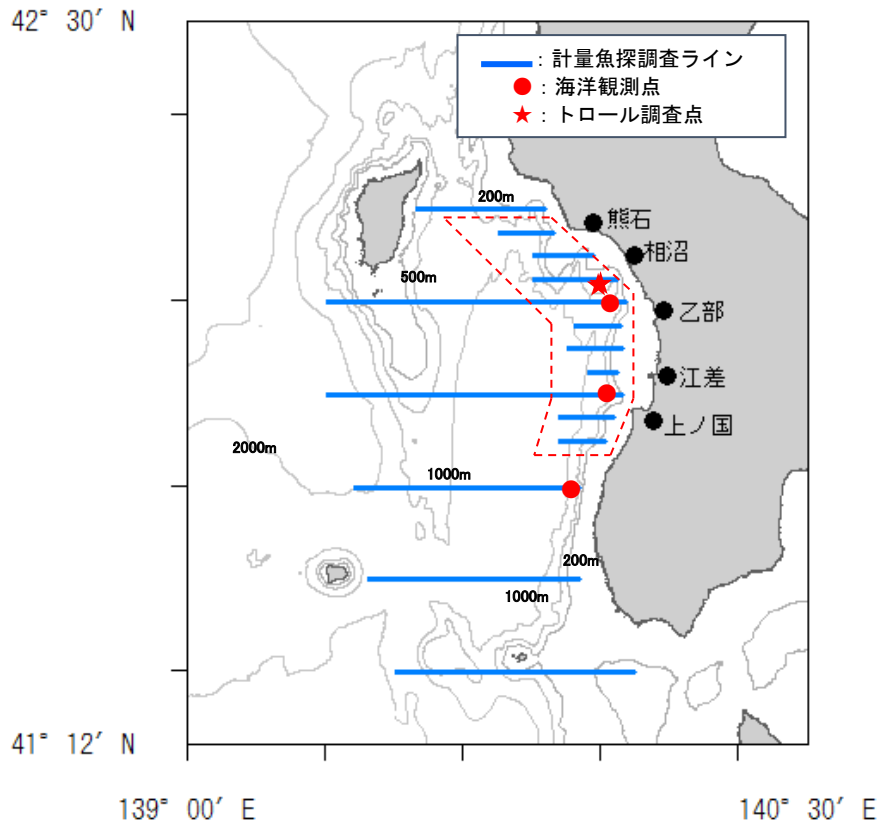 42° 30′ N
：計量魚探調査ライン
：海洋観測点
：トロール調査点
200m
熊石
相沼
500m
乙部
江差
上ノ国
2000m
1000m
200m
1000m
41° 12′ N
139° 00′ E
140° 30′ E